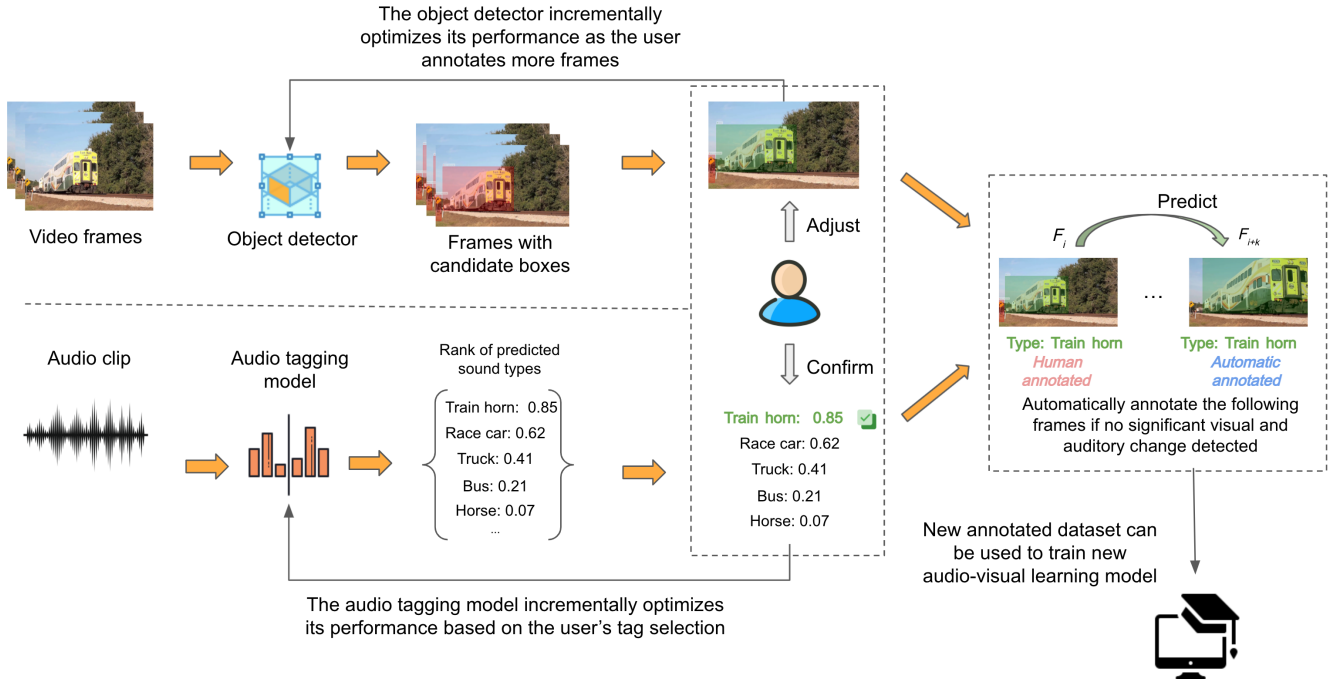 The object detector incrementally
optimizes its performance as the user
annotates more frames
Video frames
Object detector
Frames with
candidate boxes
Adjust
Predict
F_i
F_{i+k}
...
Type: Train horn
Human
annotated
Type: Train horn
Automatic
annotated
Automatically annotate the following
frames if no significant visual and
auditory change detected
Audio clip
Audio tagging
model
Rank of predicted
sound types
Train horn: 0.85
Race car: 0.62
Truck: 0.41
Bus: 0.21
Horse: 0.07
...
Confirm
Train horn: 0.85
Race car: 0.62
Truck: 0.41
Bus: 0.21
Horse: 0.07
The audio tagging model incrementally optimizes
its performance based on the user’s tag selection
New annotated dataset can
be used to train new
audio-visual learning model